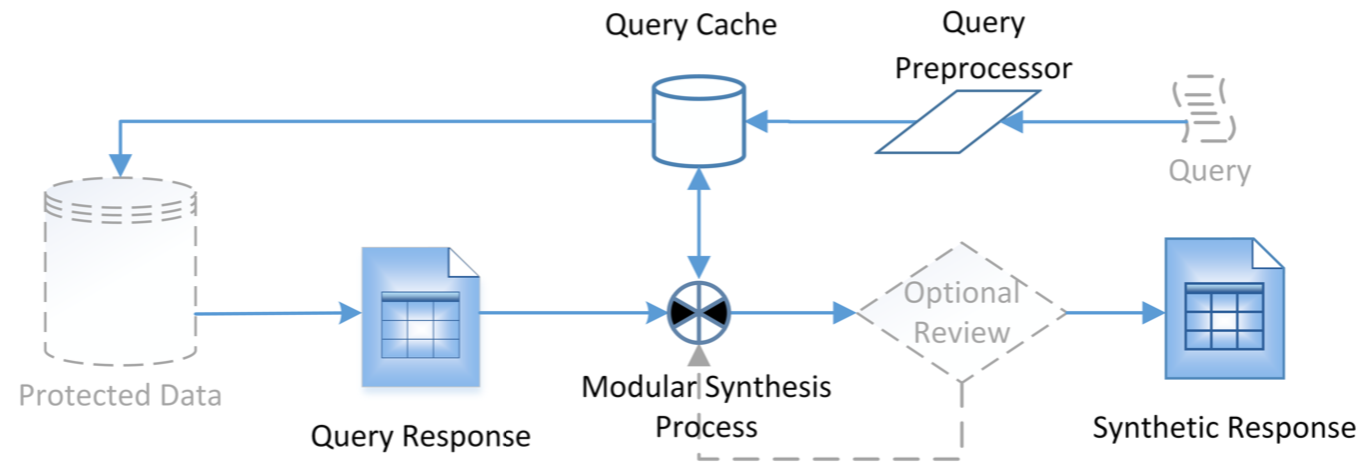 Query Cache
Query
Preprocessor
Query
Optional
Review
Protected Data
Modular Synthesis
Process
Query Response
Synthetic Response